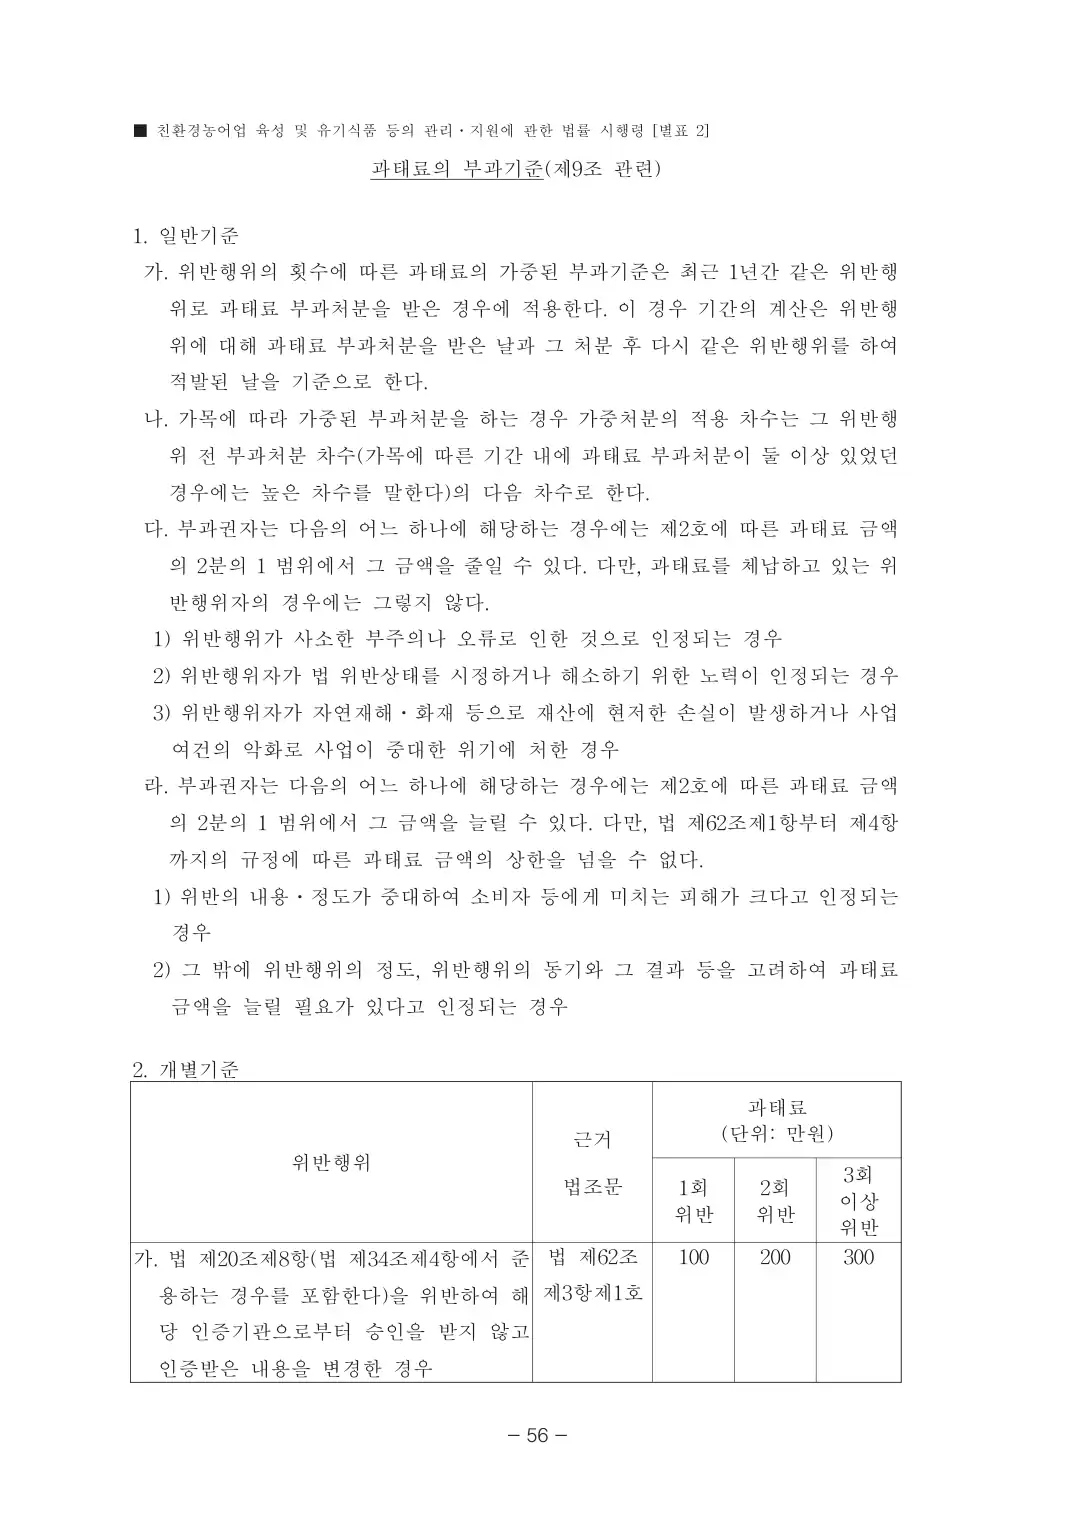 ■ 친환경농어업 육성 및 유기식품 등의 관리·지원에 관한 법률 시행령 [별표 2]
과태료의 부과기준(제9조 관련)
1. 일반기준
가. 위반행위의 횟수에 따른 과태료의 가중된 부과기준은 최근 1년간 같은 위반행
위로 과태료 부과처분을 받은 경우에 적용한다. 이 경우 기간의 계산은 위반행
위에 대해 과태료 부과처분을 받은 날과 그 처분 후 다시 같은 위반행위를 하여
적발된 날을 기준으로 한다.
나. 가목에 따라 가중된 부과처분을 하는 경우 가중처분의 적용 차수는 그 위반행
위 전 부과처분 차수(가목에 따른 기간 내에 과태료 부과처분이 둘 이상 있었던
경우에는 높은 차수를 말한다)의 다음 차수로 한다.
다. 부과권자는 다음의 어느 하나에 해당하는 경우에는 제2호에 따른 과태료 금액
의 2분의 1 범위에서 그 금액을 줄일 수 있다. 다만, 과태료를 체납하고 있는 위
반행위자의 경우에는 그렇지 않다.
1) 위반행위가 사소한 부주의나 오류로 인한 것으로 인정되는 경우
2) 위반행위자가 법 위반상태를 시정하거나 해소하기 위한 노력이 인정되는 경우
3) 위반행위자가 자연재해·화재 등으로 재산에 현저한 손실이 발생하거나 사업
여건의 악화로 사업이 중대한 위기에 처한 경우
라. 부과권자는 다음의 어느 하나에 해당하는 경우에는 제2호에 따른 과태료 금액
의 2분의 1 범위에서 그 금액을 늘릴 수 있다. 다만, 법 제62조제1항부터 제4항
까지의 규정에 따른 과태료 금액의 상한을 넘을 수 없다.
1) 위반의 내용·정도가 중대하여 소비자 등에게 미치는 피해가 크다고 인정되는
경우
2) 그 밖에 위반행위의 정도, 위반행위의 동기와 그 결과 등을 고려하여 과태료
금액을 늘릴 필요가 있다고 인정되는 경우
2. 개별기준
위반행위
근거
법조문
과태료
(단위: 만원)
1회
위반
2회
위반
3회
이상
위반
가. 법 제20조제8항(법 제34조제4항에서 준
용하는 경우를 포함한다)을 위반하여 해
당 인증기관으로부터 승인을 받지 않고
인증받은 내용을 변경한 경우
법 제62조
제3항제1호
100
200
300
- 56 -